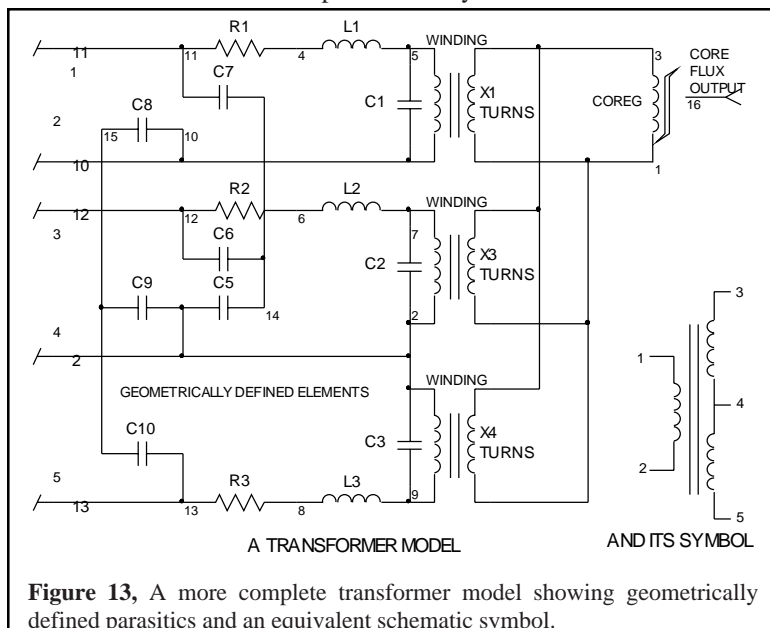 11
1
11
R1
4
L1
5
WINDING
3
CORE
FLUX
OUTPUT
16
C7
C8
2
15
10
C1
X1
TURNS
COREG
10
1
12
3
12
R2
6
L2
7
WINDING
C6
C2
X3
TURNS
C9
C5
14
2
4
2
3
GEOMETRICALLY DEFINED ELEMENTS
WINDING
1
4
C10
C3
X4
TURNS
2
5
13
13
R3
8
L3
9
5
A TRANSFORMER MODEL
AND ITS SYMBOL
Figure 13, A more complete transformer model showing geometrically
defined parasitics and an equivalent schematic symbol.